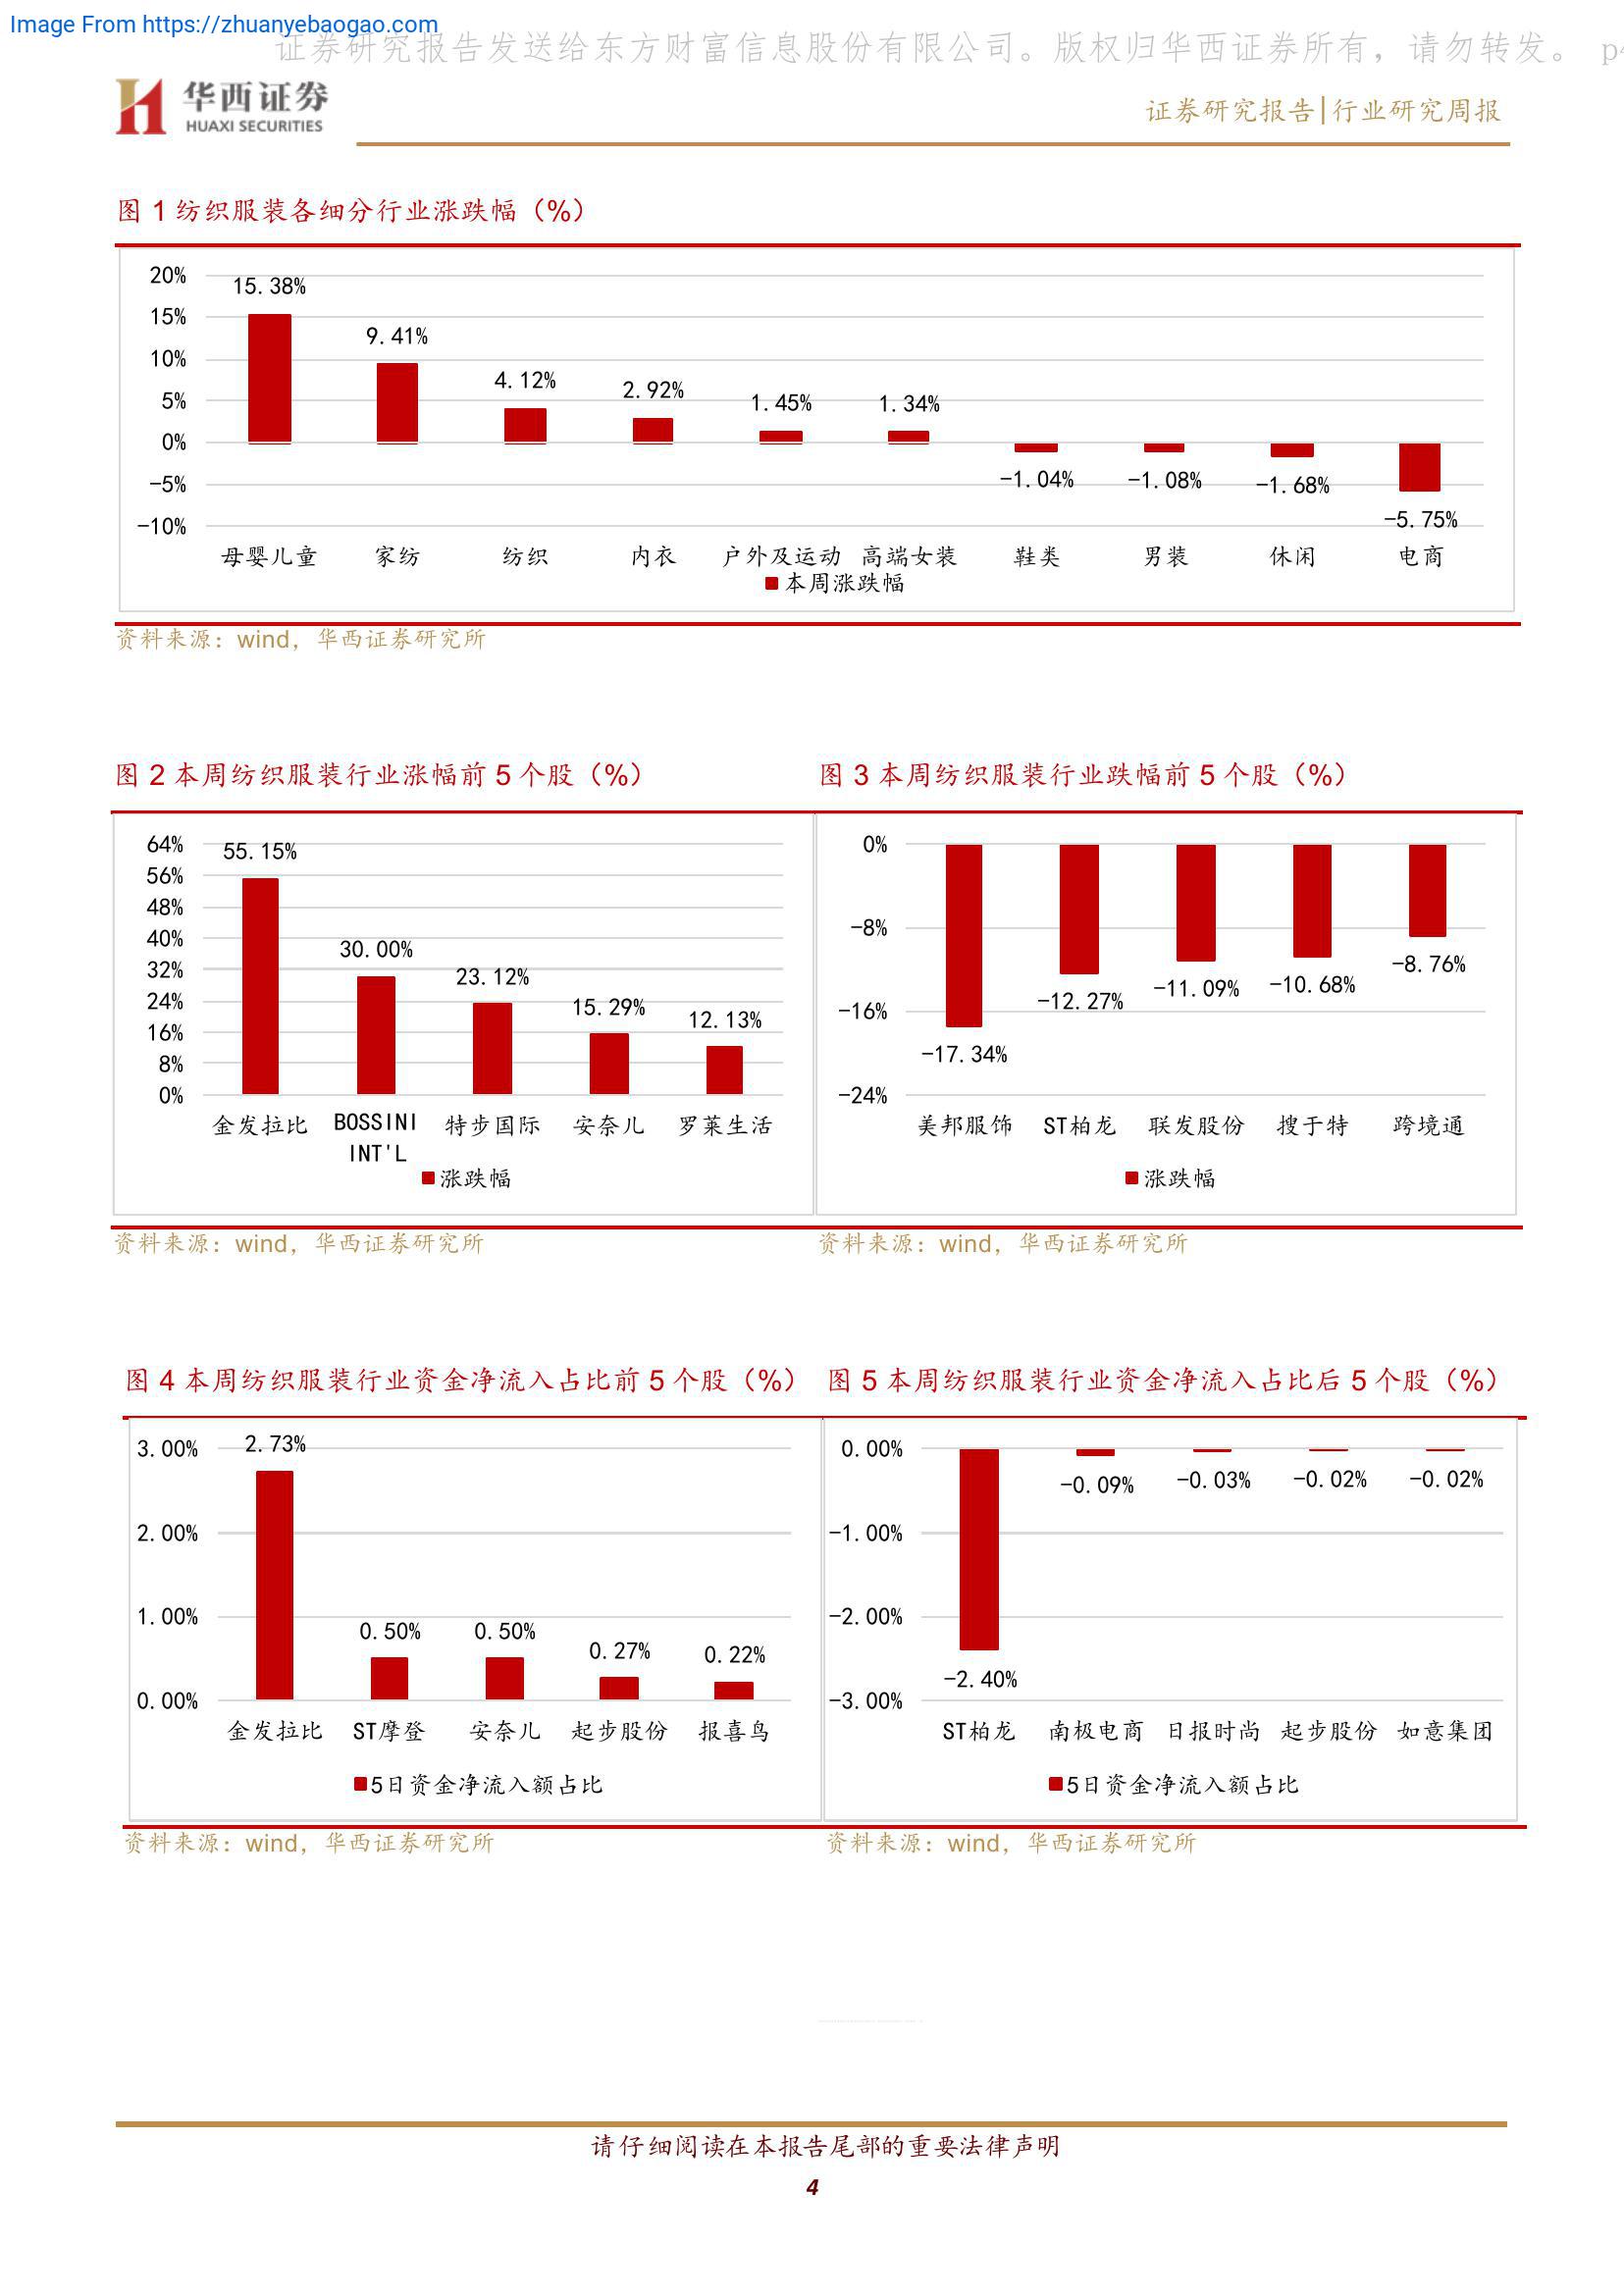 Image From https://zhuanyebaogao.com
证券研究报告发送给东方财富信息股份有限公司。版权归华西证券所有，请勿转发。 p4
华西证券
HUAXI SECURITIES
证券研究报告|行业研究周报
图 1 纺织服装各细分行业涨跌幅（%）
20%
15%
10%
5%
0%
-5%
-10%
15.38%
9.41%
4.12%
2.92%
1.45%
1.34%
-1.04%
-1.08%
-1.68%
-5.75%
母婴儿童 家纺 纺织 内衣 户外及运动 高端女装 鞋类 男装 休闲 电商
本周涨跌幅
资料来源：wind，华西证券研究所
图 2 本周纺织服装行业涨幅前 5 个股（%）
64%
56%
48%
40%
32%
24%
16%
8%
0%
55.15%
30.00%
23.12%
15.29%
12.13%
金发拉比 BOSSINI INT'L 特步国际 安奈儿 罗莱生活
涨跌幅
资料来源：wind，华西证券研究所
图 3 本周纺织服装行业跌幅前 5 个股（%）
0%
-8%
-16%
-24%
-17.34%
-12.27%
-11.09%
-10.68%
-8.76%
美邦服饰 ST柏龙 联发股份 搜于特 跨境通
涨跌幅
资料来源：wind，华西证券研究所
图 4 本周纺织服装行业资金净流入占比前 5 个股（%）
3.00%
2.00%
1.00%
0.00%
2.73%
0.50%
0.50%
0.27%
0.22%
金发拉比 ST摩登 安奈儿 起步股份 报喜鸟
5日资金净流入额占比
资料来源：wind，华西证券研究所
图 5 本周纺织服装行业资金净流入占比后 5 个股（%）
0.00%
-1.00%
-2.00%
-3.00%
-2.40%
-0.09%
-0.03%
-0.02%
-0.02%
ST柏龙 南极电商 日报时尚 起步股份 如意集团
5日资金净流入额占比
资料来源：wind，华西证券研究所
请仔细阅读在本报告尾部的重要法律声明
4